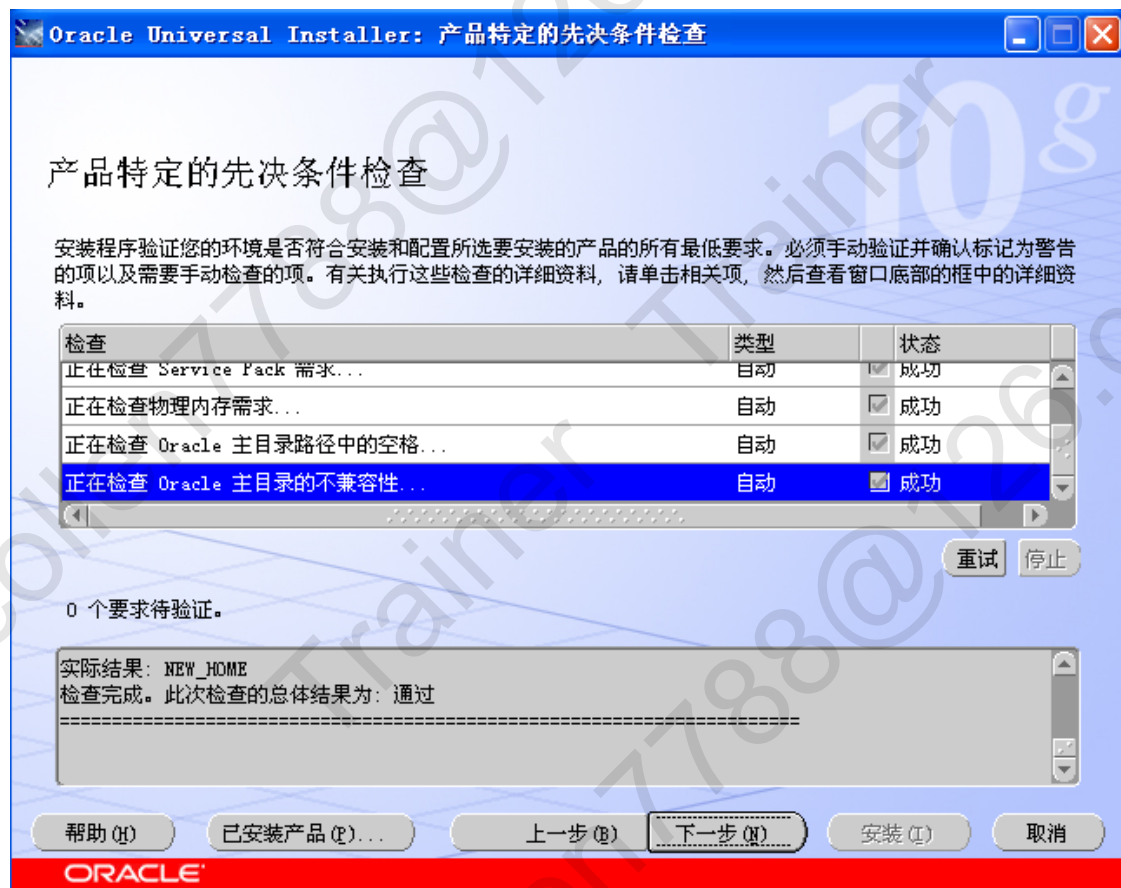 Oracle Universal Installer: 产品特定的先决条件检查
10g
产品特定的先决条件检查
安装程序验证您的环境是否符合安装和配置所选要安装的产品的所有最低要求。必须手动验证并确认标记为警告
的项以及需要手动检查的项。有关执行这些检查的详细资料, 请单击相关项, 然后查看窗口底部的框中的详细资
料。
检查 类型 状态
正在检查 Service Pack 需求... 自动 成功
正在检查物理内存需求... 自动 成功
正在检查 Oracle 主目录路径中的空格... 自动 成功
正在检查 Oracle 主目录的不兼容性... 自动 成功
重试 停止
0 个要求待验证。
实际结果: NEW_HOME
检查完成。此次检查的总体结果为: 通过
========================================================================
帮助(H) 已安装产品(P)... 上一步(B) 下一步(N) 安装(I) 取消
ORACLE
Trainer
Trainer